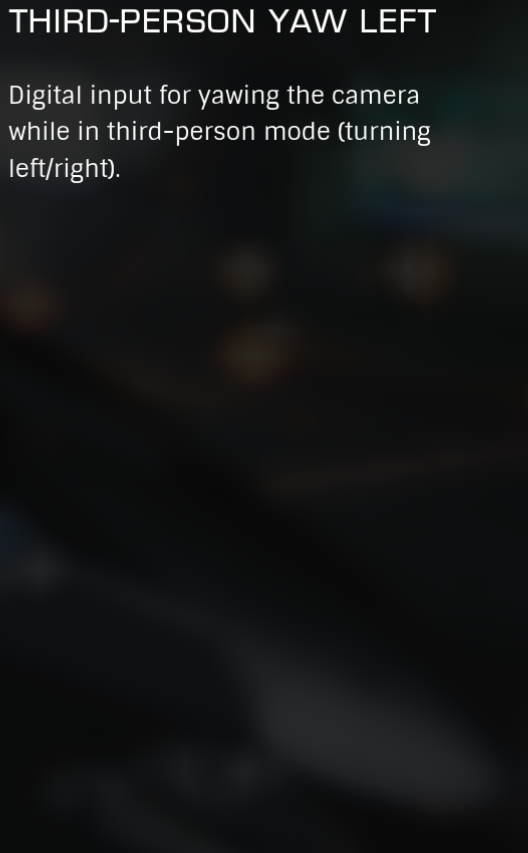 THIRD-PERSON YAW LEFT
Digital input for yawing the camera
while in third-person mode (turning
left/right).